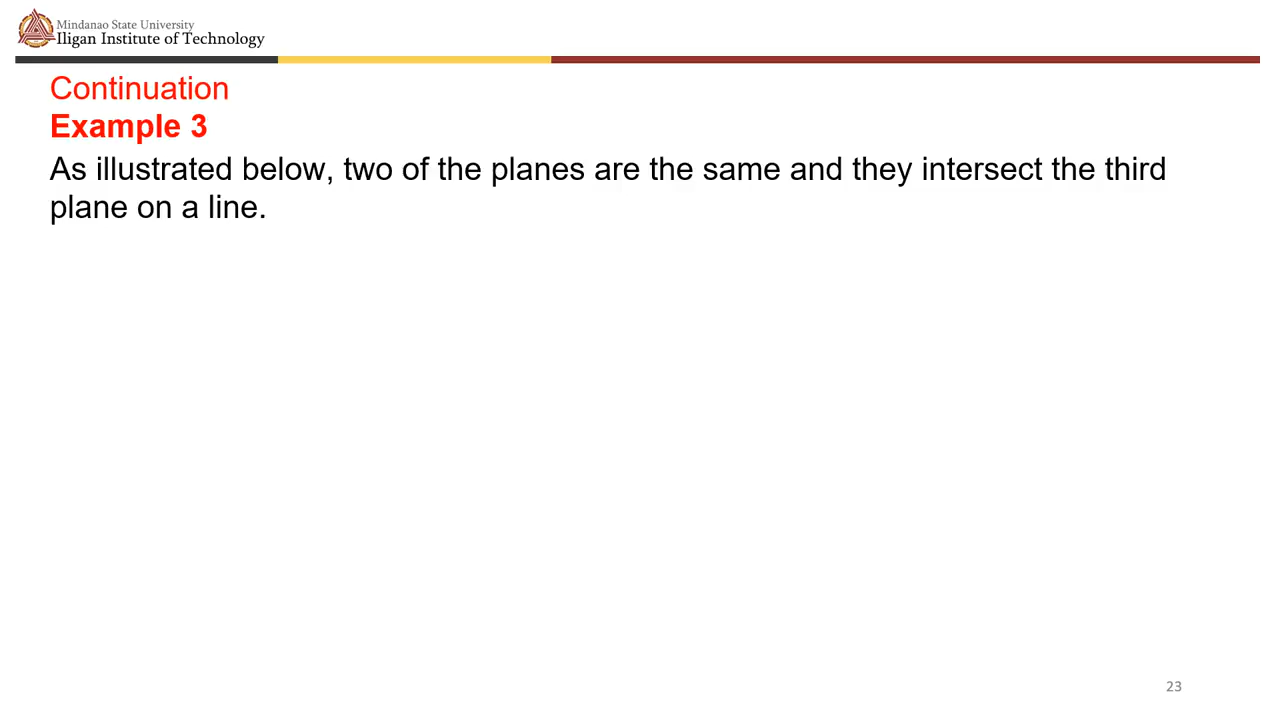 Mindanao State University
Iligan Institute of Technology
Continuation
Example 3
As illustrated below, two of the planes are the same and they intersect the third
plane on a line.
23